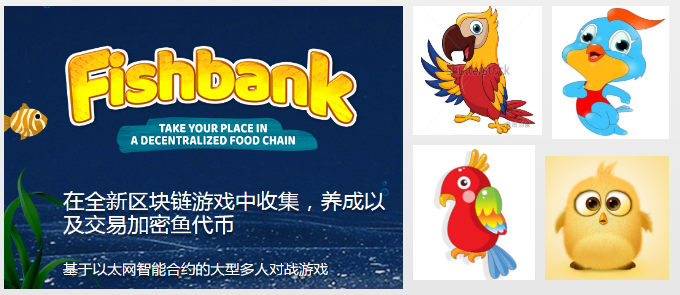 Fishbank
TAKE YOUR PLACE IN
A DECENTRALIZED FOOD CHAIN
在全新区块链游戏中收集，养成以
及交易加密鱼代币
基于以太网智能合约的大型多人对战游戏